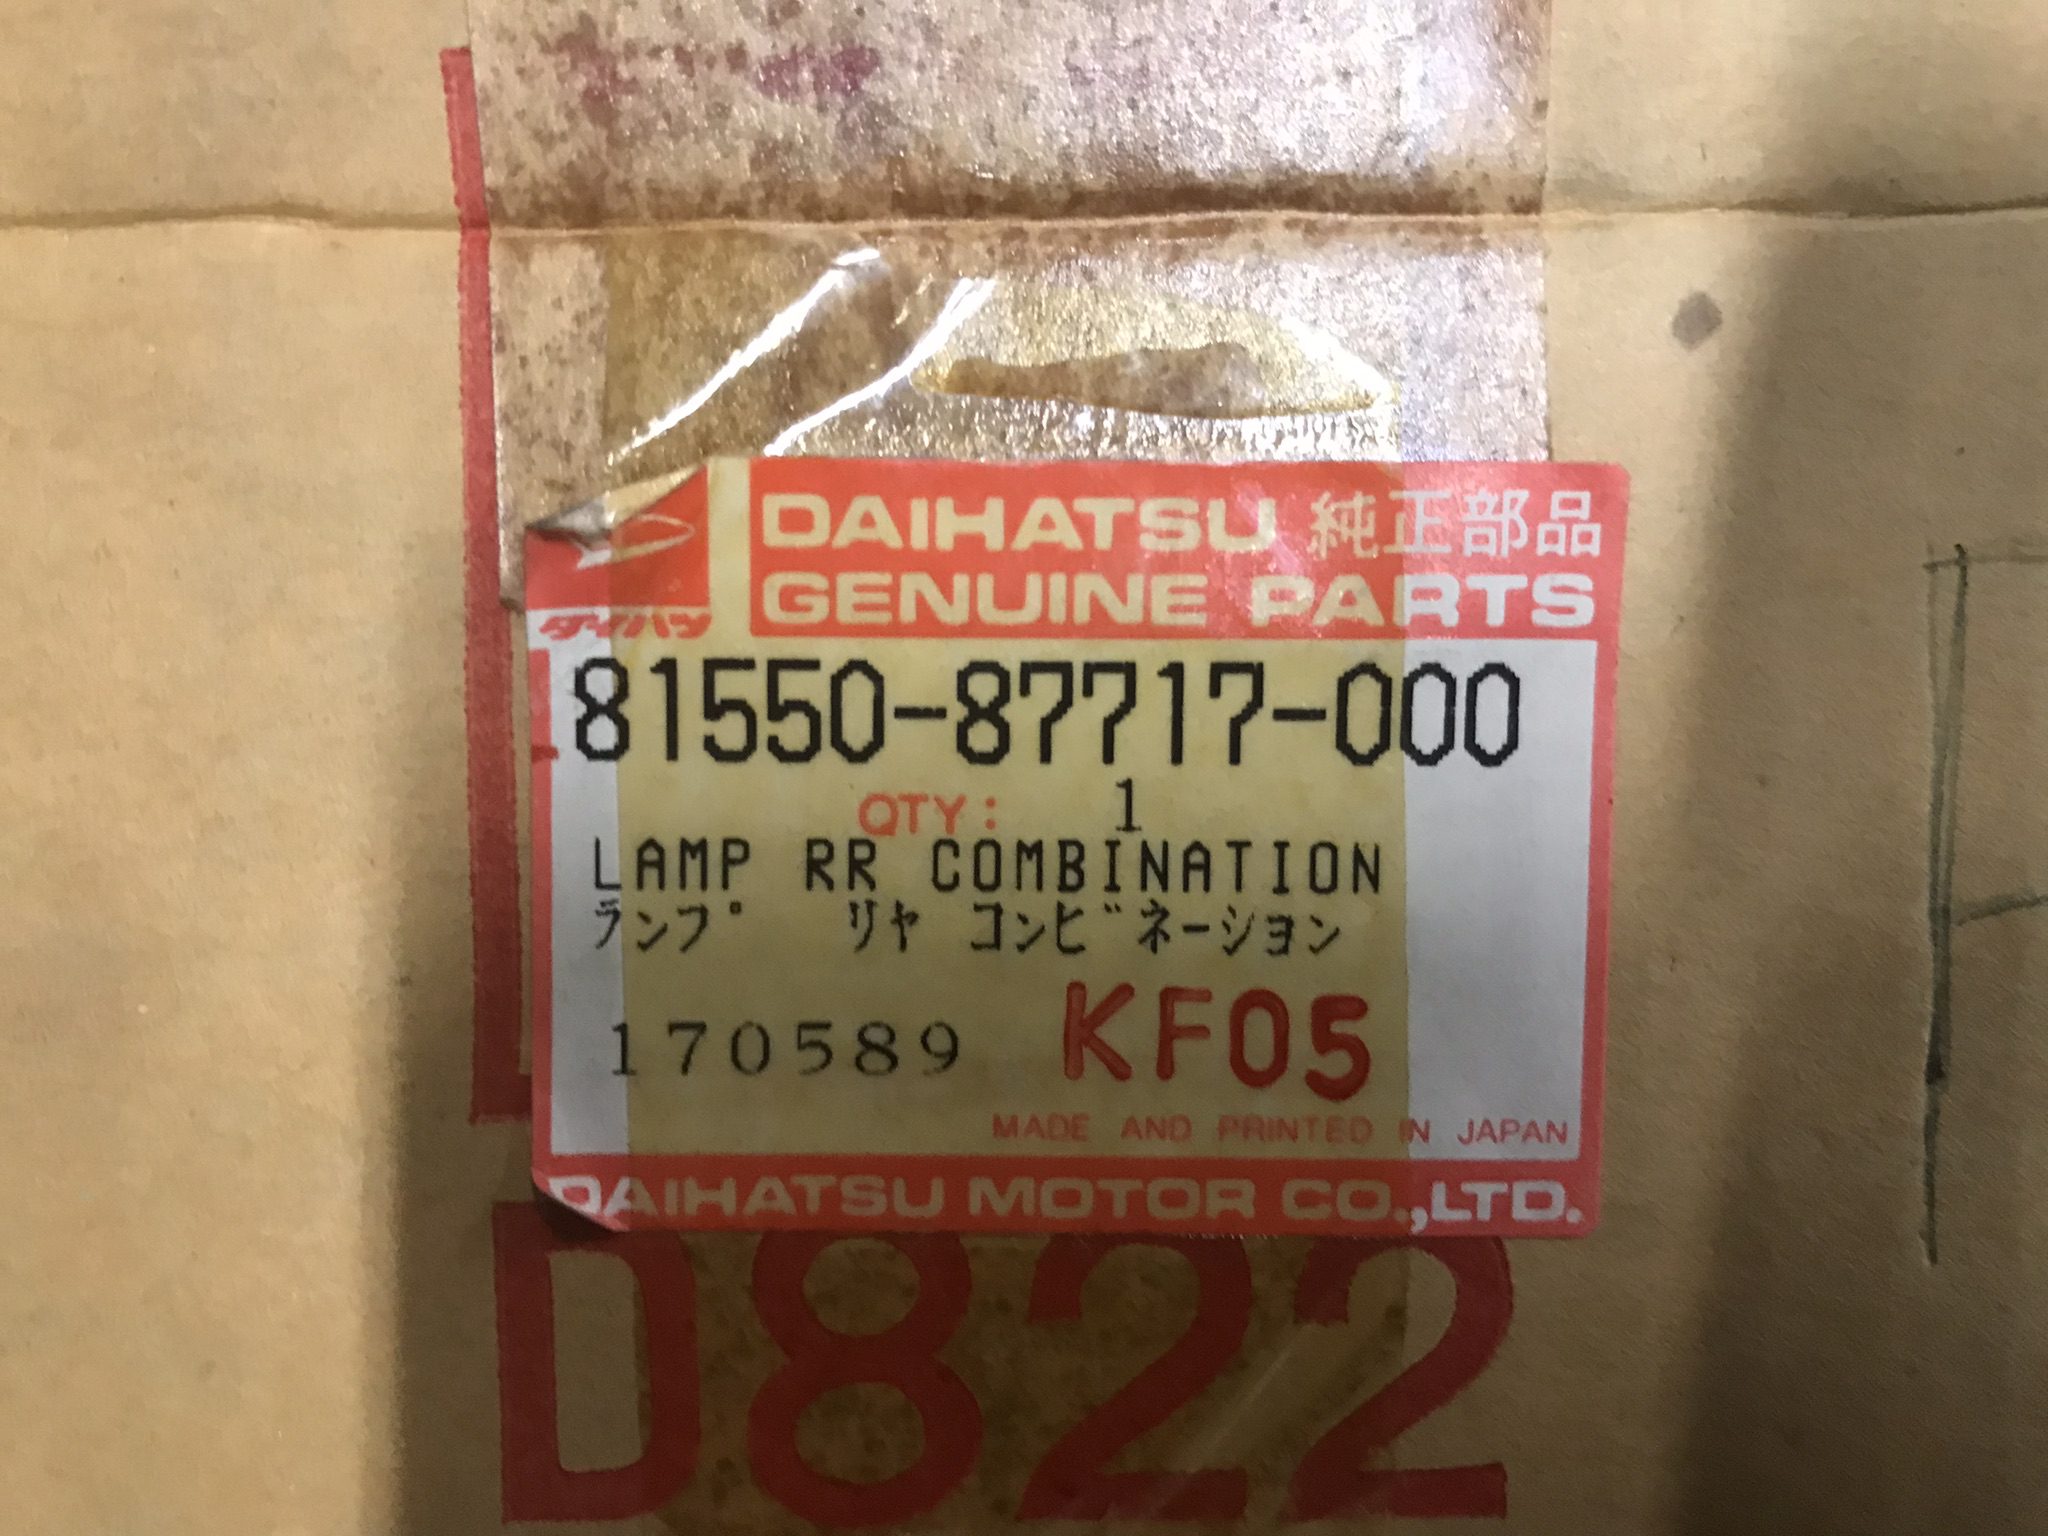 DAIHATSU 純正部品
GENUINE PARTS
ダイハツ
81550-87717-000
QTY: 1
LAMP RR COMBINATION
ランプ リヤ コンビネーション
170589 KF05
MADE AND PRINTED IN JAPAN
DAIHATSU MOTOR CO.,LTD.
D822